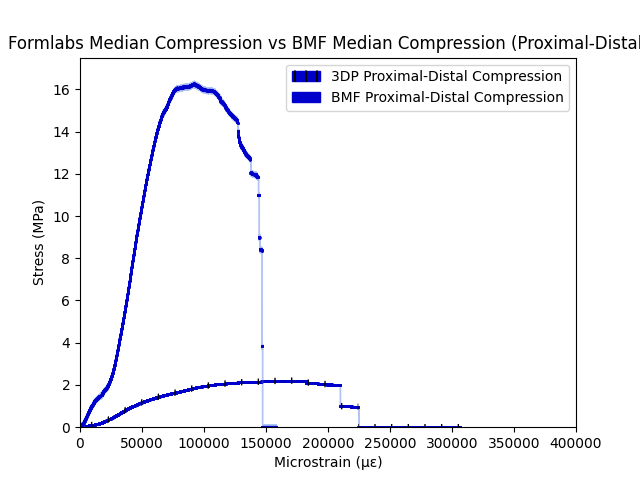 Formlabs Median Compression vs BMF Median Compression (Proximal-Distal
3DP Proximal-Distal Compression
BMF Proximal-Distal Compression
Stress (MPa)
16
14
12
10
8
6
4
2
0
0 50000 100000 150000 200000 250000 300000 350000 400000
Microstrain (με)